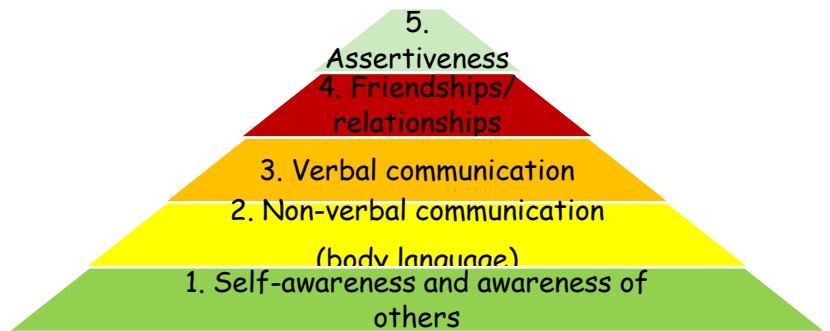 5.
Assertiveness
4. Friendships/
relationships
3. Verbal communication
2. Non-verbal communication
(body language)
1. Self-awareness and awareness of
others